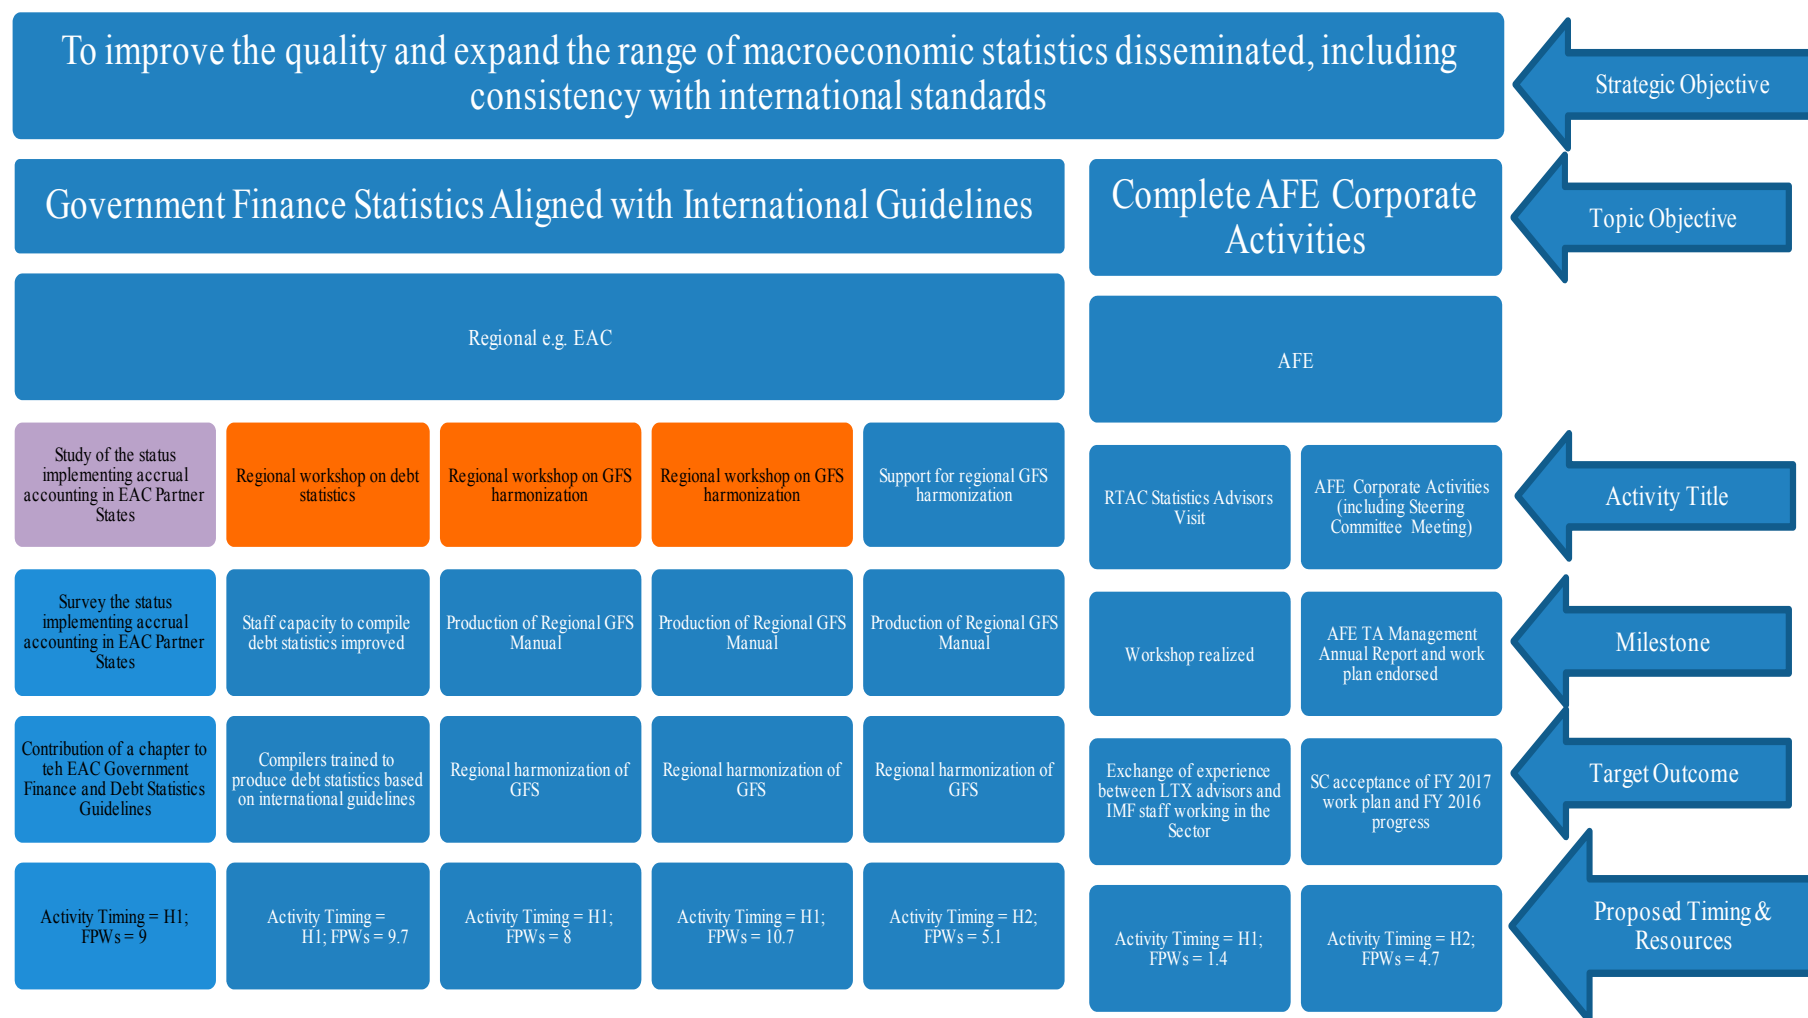 To improve the quality and expand the range of macroeconomic statistics disseminated, including
consistency with international standards
Strategic Objective
Government Finance Statistics Aligned with International Guidelines
Complete AFE Corporate
Activities
Topic Objective
Regional e.g. EAC
AFE
Study of the status
implementing accrual
accounting in EAC Partner
States
Regional workshop on debt
statistics
Regional workshop on GFS
harmonization
Regional workshop on GFS
harmonization
Support for regional GFS
harmonization
RTAC Statistics Advisors
Visit
AFE Corporate Activities
(including Steering
Committee Meeting)
Activity Title
Survey the status
implementing accrual
accounting in EAC Partner
States
Staff capacity to compile
debt statistics improved
Production of Regional GFS
Manual
Production of Regional GFS
Manual
Production of Regional GFS
Manual
Workshop realized
AFE TA Management
Annual Report and work
plan endorsed
Milestone
Contribution of a chapter to
teh EAC Government
Finance and Debt Statistics
Guidelines
Compilers trained to
produce debt statistics based
on international guidelines
Regional harmonization of
GFS
Regional harmonization of
GFS
Regional harmonization of
GFS
Exchange of experience
between LTX advisors and
IMF staff working in the
Sector
SC acceptance of FY 2017
work plan and FY 2016
progress
Target Outcome
Activity Timing = H1;
FPWs = 9
Activity Timing =
H1; FPWs = 9.7
Activity Timing = H1;
FPWs = 8
Activity Timing = H1;
FPWs = 10.7
Activity Timing = H2;
FPWs = 5.1
Activity Timing = H1;
FPWs = 1.4
Activity Timing = H2;
FPWs = 4.7
Proposed Timing &
Resources